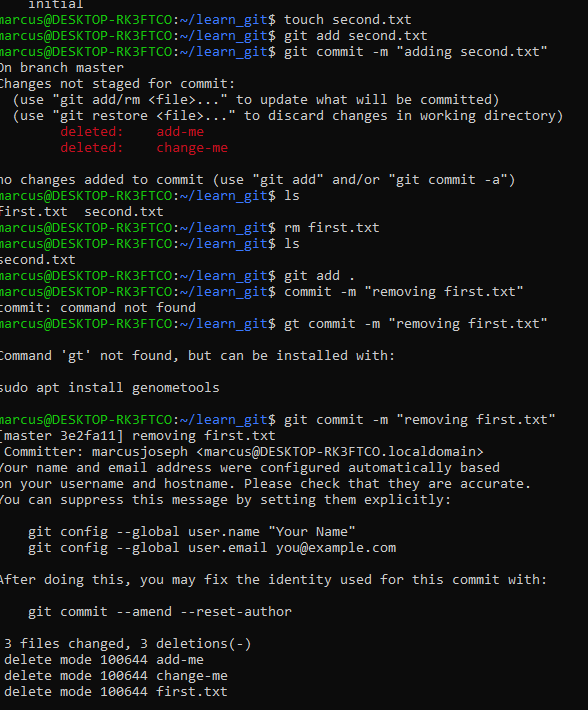 initial
marcus@DESKTOP-RK3FTCO:~/learn_git$ touch second.txt
marcus@DESKTOP-RK3FTCO:~/learn_git$ git add second.txt
marcus@DESKTOP-RK3FTCO:~/learn_git$ git commit -m "adding second.txt"
On branch master
Changes not staged for commit:
  (use "git add/rm <file>..." to update what will be committed)
  (use "git restore <file>..." to discard changes in working directory)
        deleted:    add-me
        deleted:    change-me

no changes added to commit (use "git add" and/or "git commit -a")
marcus@DESKTOP-RK3FTCO:~/learn_git$ ls
first.txt  second.txt
marcus@DESKTOP-RK3FTCO:~/learn_git$ rm first.txt
marcus@DESKTOP-RK3FTCO:~/learn_git$ ls
second.txt
marcus@DESKTOP-RK3FTCO:~/learn_git$ git add .
marcus@DESKTOP-RK3FTCO:~/learn_git$ commit -m "removing first.txt"
commit: command not found
marcus@DESKTOP-RK3FTCO:~/learn_git$ gt commit -m "removing first.txt"

Command 'gt' not found, but can be installed with:

sudo apt install genometools

marcus@DESKTOP-RK3FTCO:~/learn_git$ git commit -m "removing first.txt"
[master 3e2fa11] removing first.txt
 Committer: marcusjoseph <marcus@DESKTOP-RK3FTCO.localdomain>
Your name and email address were configured automatically based
on your username and hostname. Please check that they are accurate.
You can suppress this message by setting them explicitly:

    git config --global user.name "Your Name"
    git config --global user.email you@example.com

After doing this, you may fix the identity used for this commit with:

    git commit --amend --reset-author

 3 files changed, 3 deletions(-)
 delete mode 100644 add-me
 delete mode 100644 change-me
 delete mode 100644 first.txt